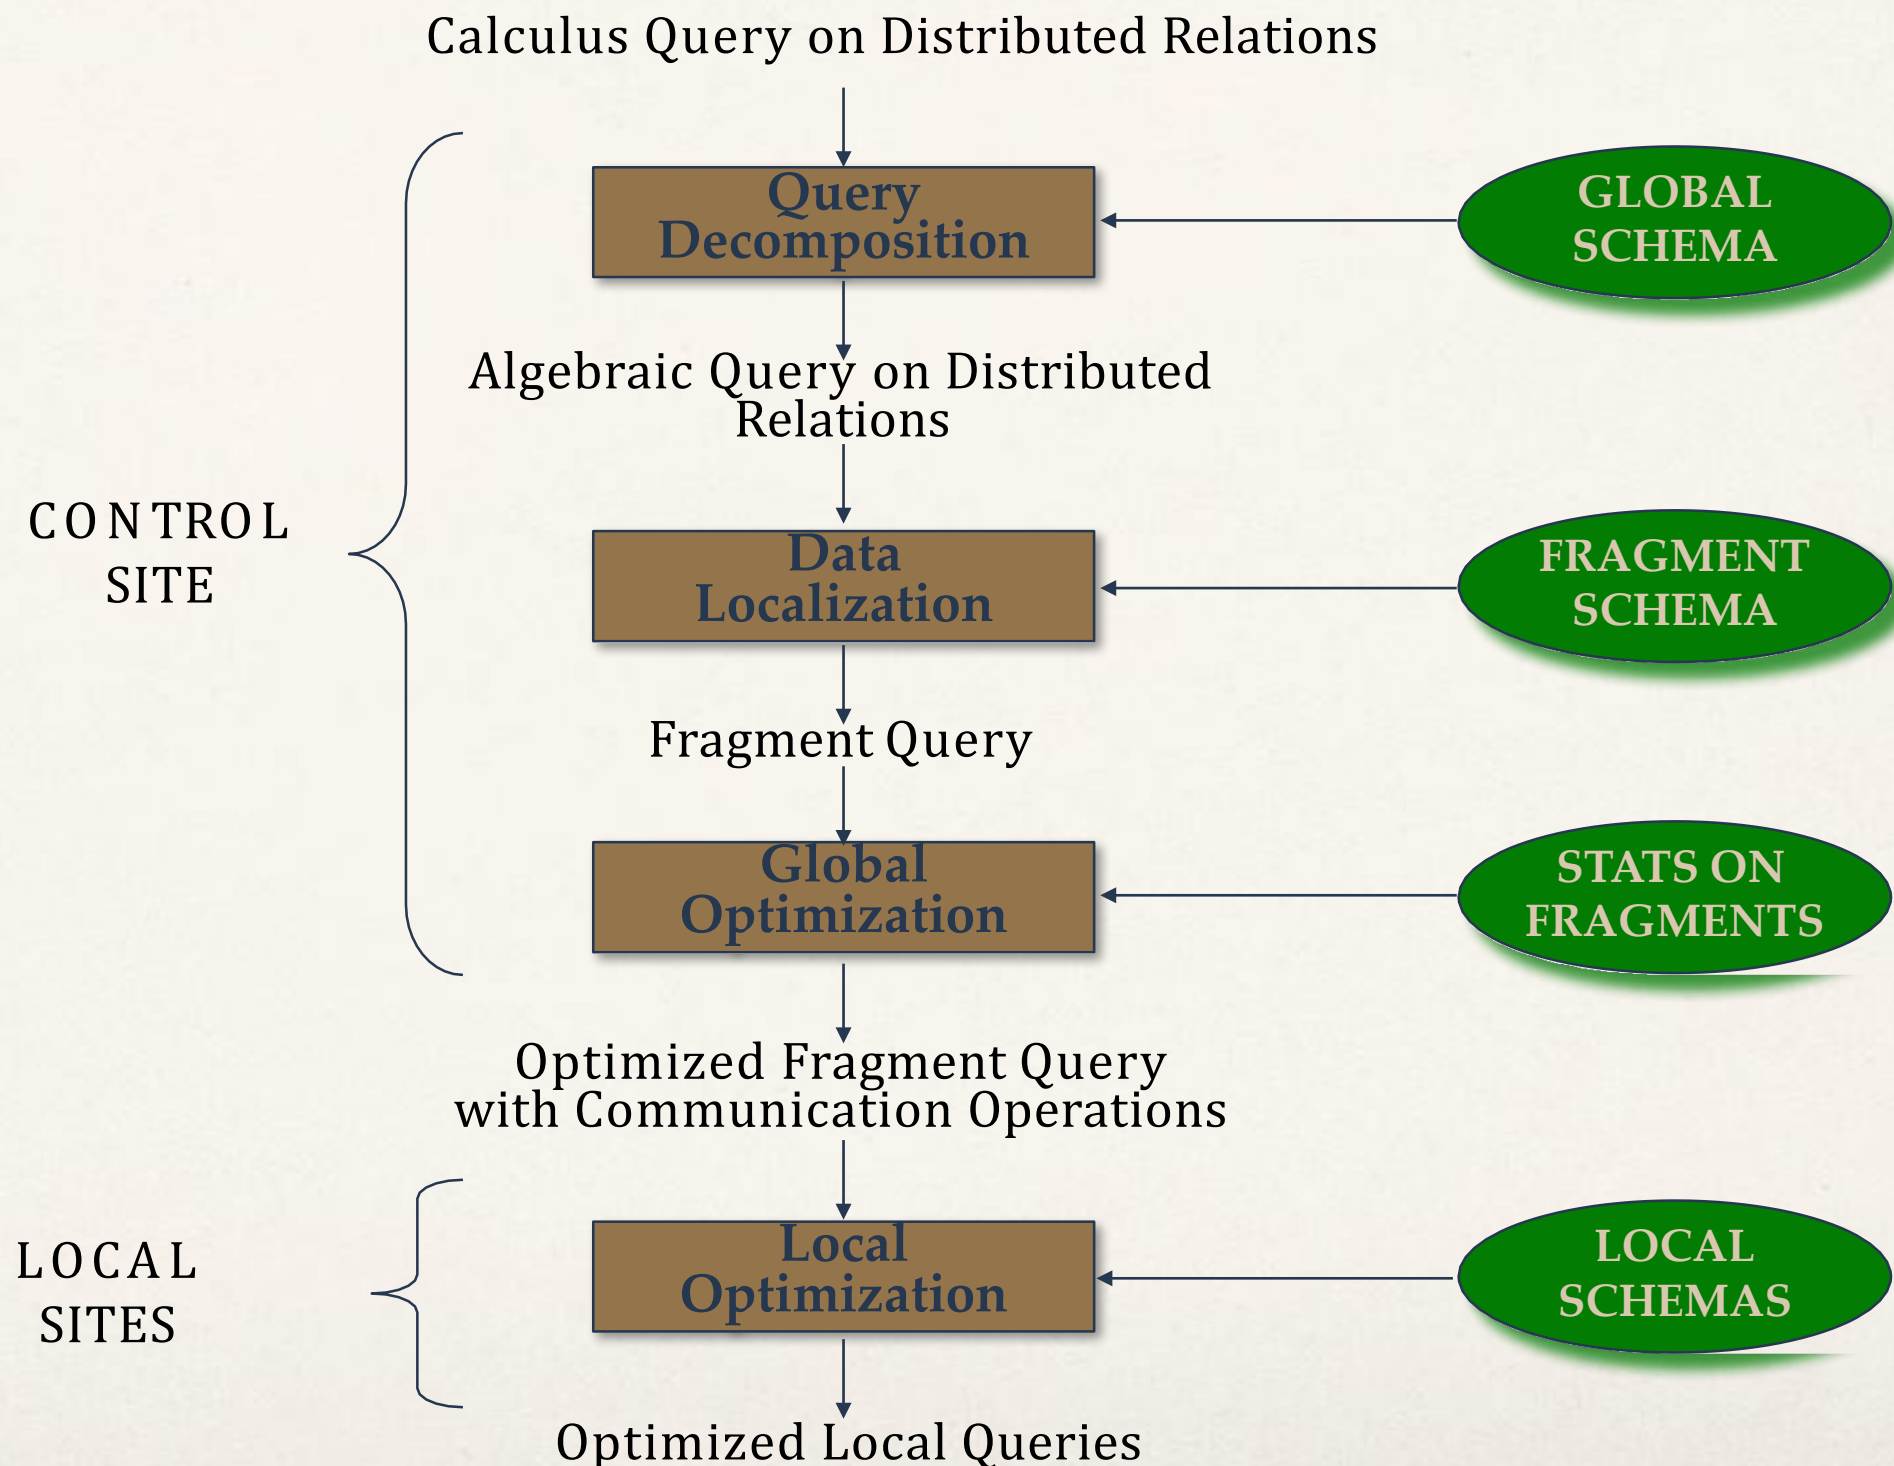 Calculus Query on Distributed Relations
Query
Decomposition
GLOBAL
SCHEMA
Algebraic Query on Distributed
Relations
CONTROL
SITE
Data
Localization
FRAGMENT
SCHEMA
Fragment Query
Global
Optimization
STATS ON
FRAGMENTS
Optimized Fragment Query
with Communication Operations
LOCAL
SITES
Local
Optimization
LOCAL
SCHEMAS
Optimized Local Queries